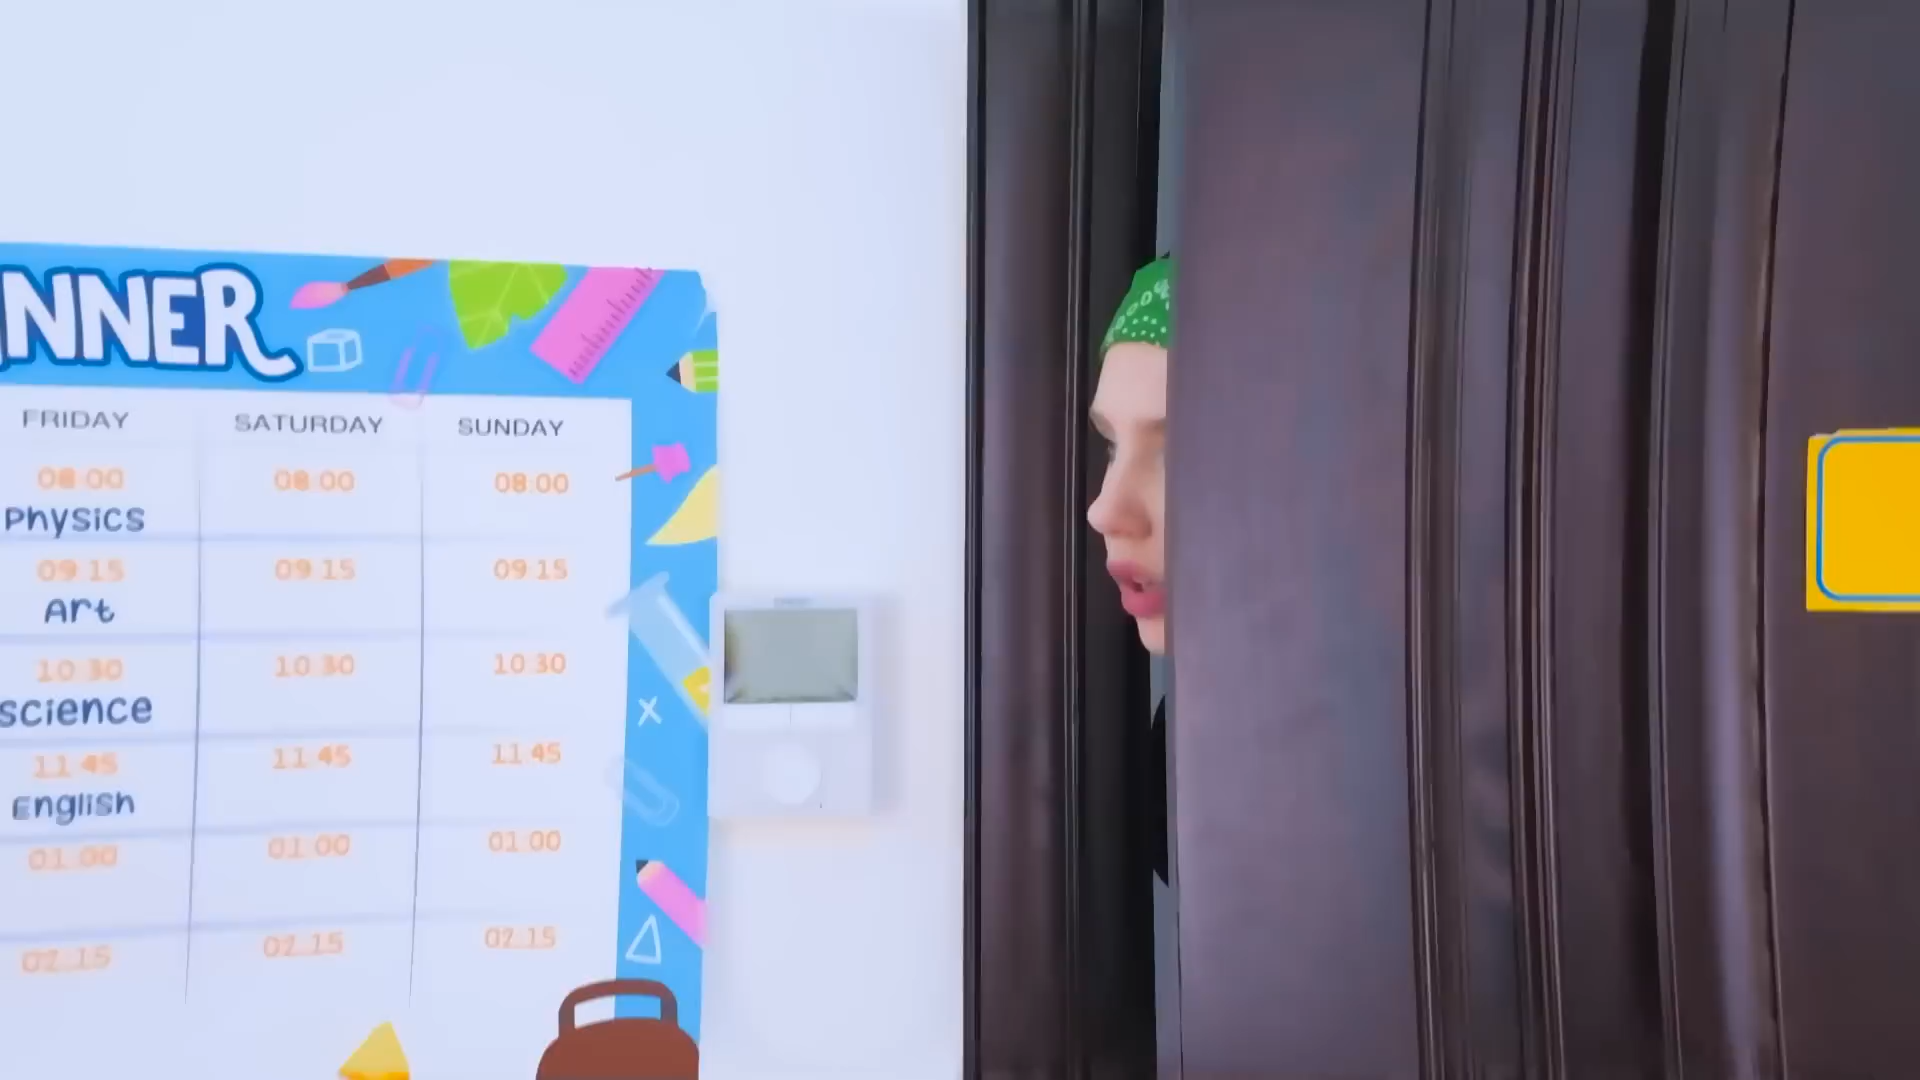 NNER
FRIDAY SATURDAY SUNDAY
08:00 08:00 08:00
Physics
09:15 09:15 09:15
Art
10:30 10:30 10:30
science
11:45 11:45 11:45
English
01:00 01:00 01:00
02:15 02:15 02:15